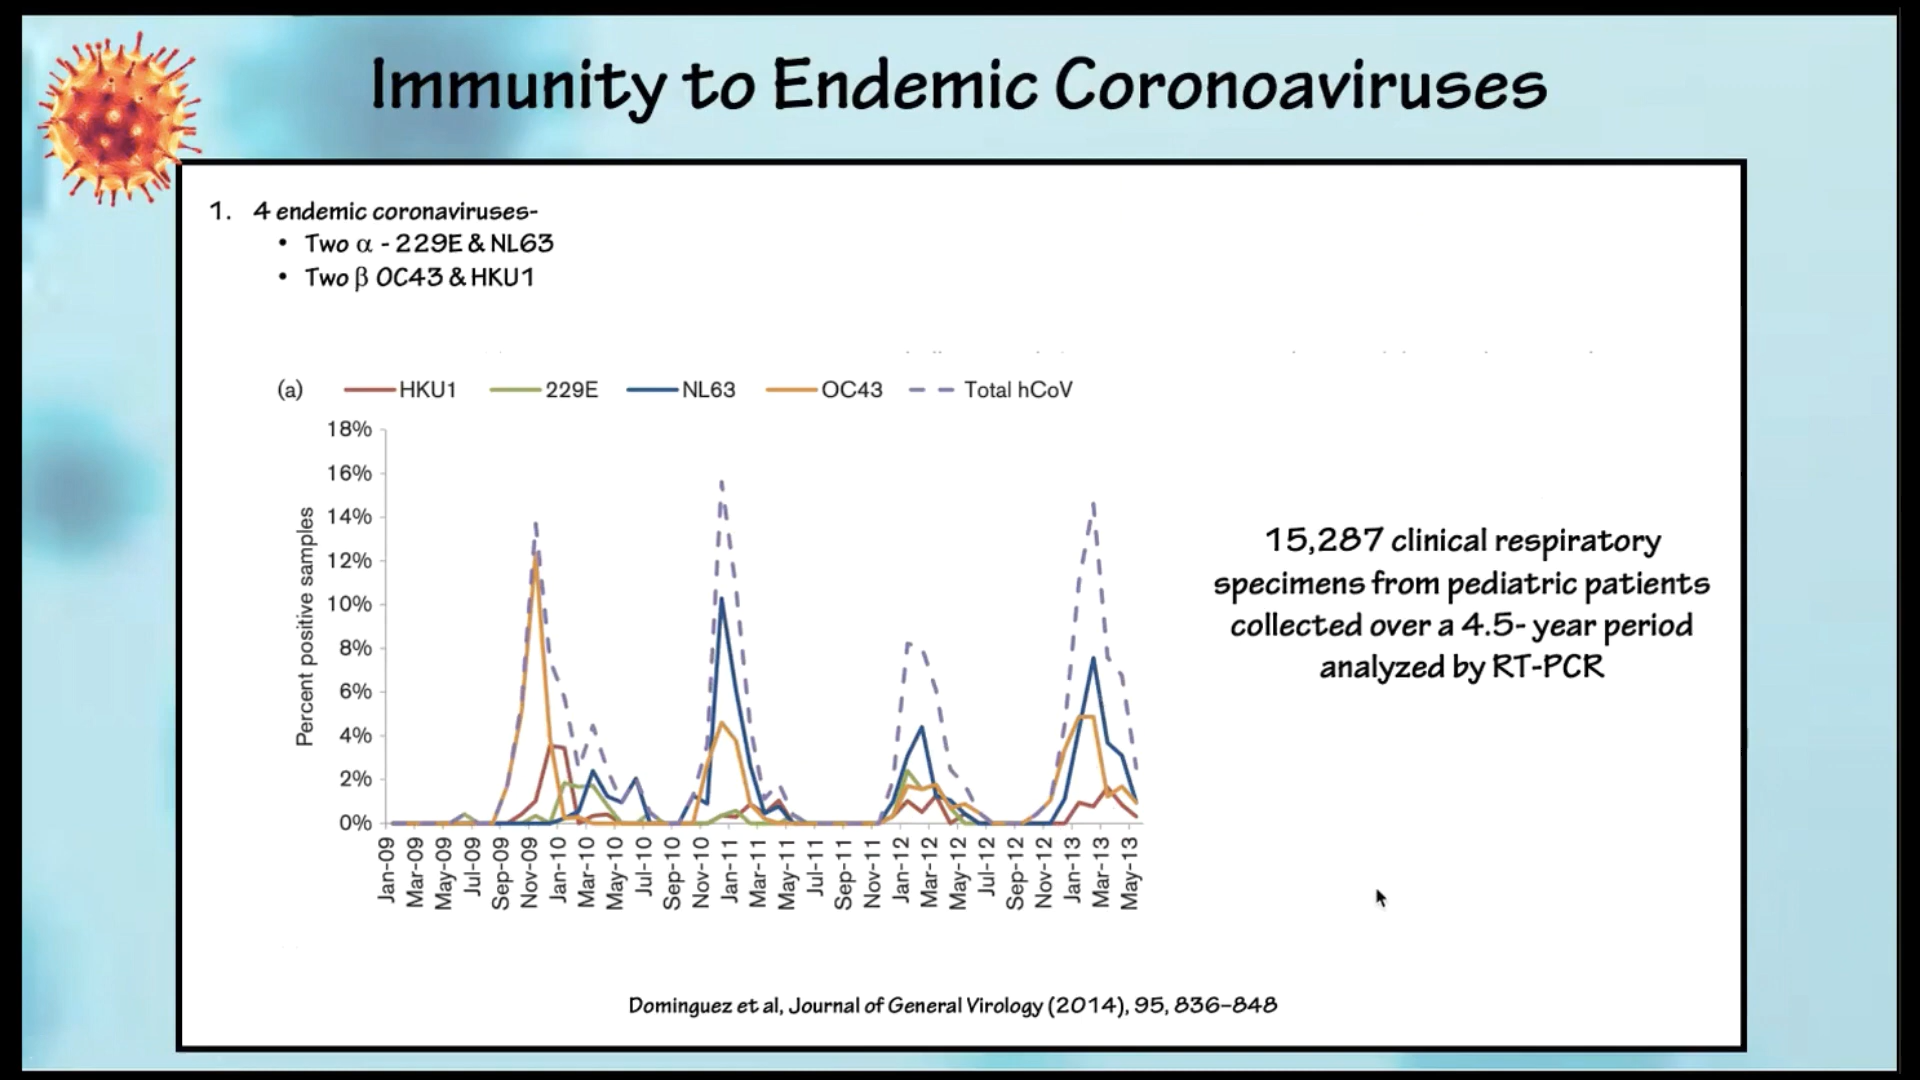 Immunity to Endemic Coronoaviruses
1. 4 endemic coronaviruses-
• Two α - 229E & NL63
• Two β OC43 & HKU1
(a) HKU1 229E NL63 OC43 Total hCoV
Percent positive samples
18%
16%
14%
12%
10%
8%
6%
4%
2%
0%
Jan-09
Mar-09
May-09
Jul-09
Sep-09
Nov-09
Jan-10
Mar-10
May-10
Jul-10
Sep-10
Nov-10
Jan-11
Mar-11
May-11
Jul-11
Sep-11
Nov-11
Jan-12
Mar-12
May-12
Jul-12
Sep-12
Nov-12
Jan-13
Mar-13
May-13
15,287 clinical respiratory
specimens from pediatric patients
collected over a 4.5- year period
analyzed by RT-PCR
Dominguez et al, Journal of General Virology (2014), 95, 836–848